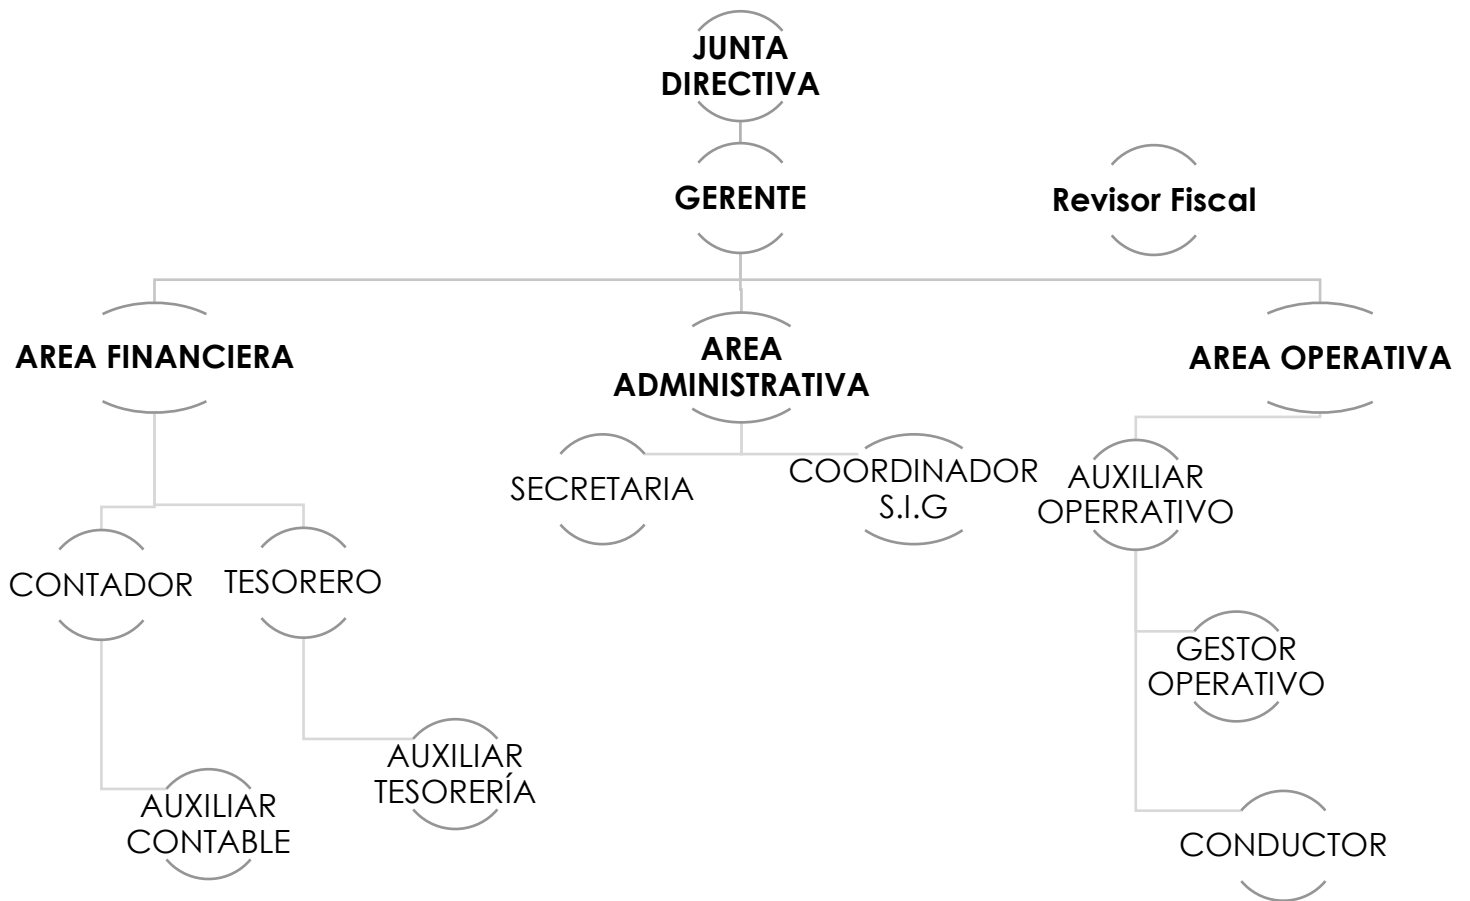 JUNTA
DIRECTIVA
GERENTE
Revisor Fiscal
AREA FINANCIERA
AREA
ADMINISTRATIVA
AREA OPERATIVA
SECRETARIA
COORDINADOR
S.I.G
AUXILIAR
OPERRATIVO
CONTADOR
TESORERO
GESTOR
OPERATIVO
AUXILIAR
TESORERÍA
AUXILIAR
CONTABLE
CONDUCTOR